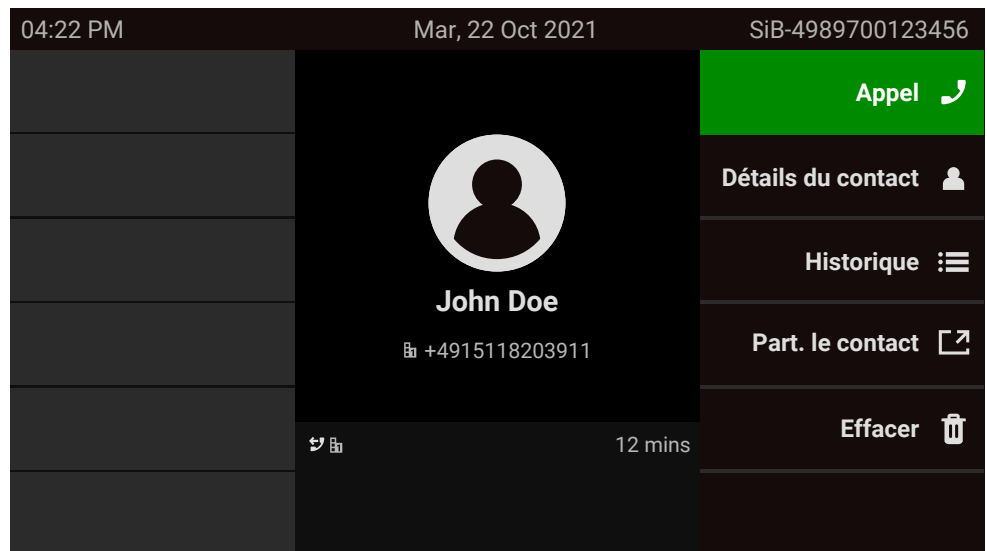 04:22 PM Mar, 22 Oct 2021 SiB-4989700123456
Appel
Détails du contact
Historique
John Doe
Part. le contact
+4915118203911
Effacer
12 mins